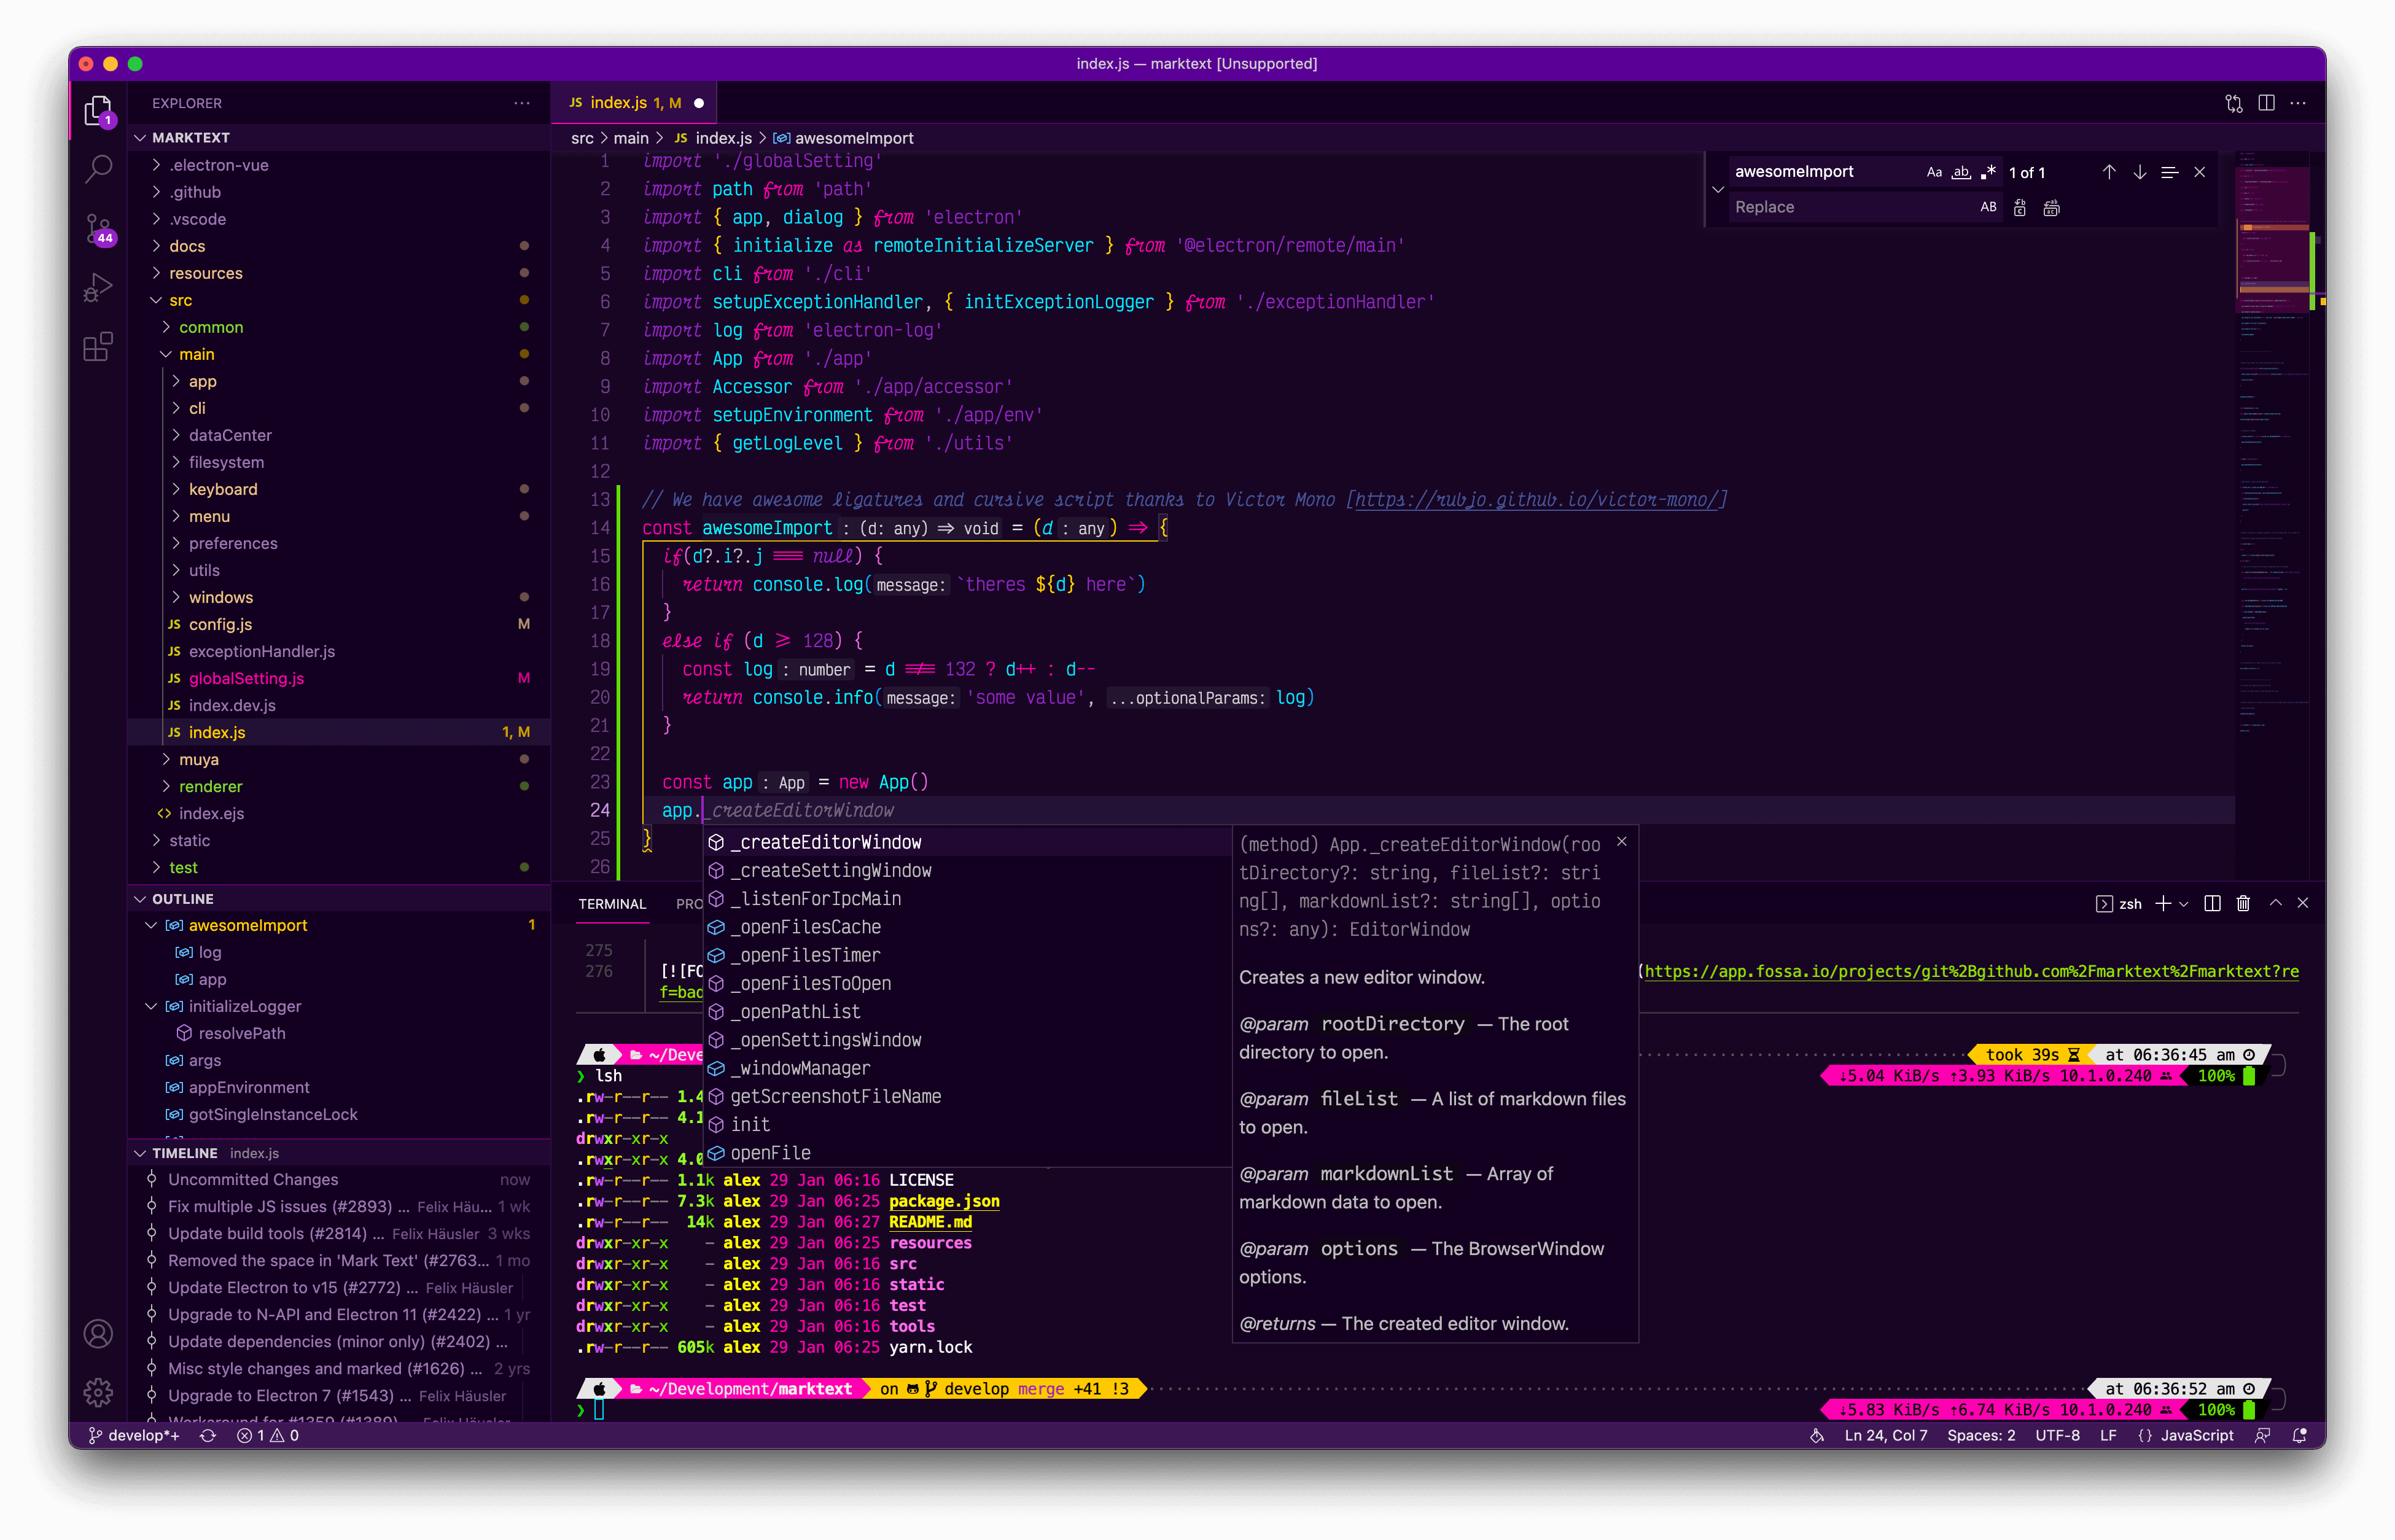 index.js — marktext [Unsupported]
EXPLORER
MARKTEXT
.electron-vue
.github
.vscode
docs
resources
src
common
main
app
cli
dataCenter
filesystem
keyboard
menu
preferences
utils
windows
JS config.js M
JS exceptionHandler.js
JS globalSetting.js M
JS index.dev.js
JS index.js 1, M
muya
renderer
index.ejs
static
test
OUTLINE
awesomeImport 1
log
app
initializeLogger
resolvePath
args
appEnvironment
gotSingleInstanceLock
TIMELINE index.js
Uncommitted Changes now
Fix multiple JS issues (#2893) ... Felix Häu... 1 wk
Update build tools (#2814) ... Felix Häusler 3 wks
Removed the space in 'Mark Text' (#2763... 1 mo
Update Electron to v15 (#2772) ... Felix Häusler
Upgrade to N-API and Electron 11 (#2422) ... 1 yr
Update dependencies (minor only) (#2402) ...
Misc style changes and marked (#1626) ... 2 yrs
Upgrade to Electron 7 (#1543) ... Felix Häusler
Workaround for #1359 (#1389) Felix Häusler
1
44
JS index.js 1, M
src > main > JS index.js > awesomeImport
awesomeImport Aa ab 1 of 1
Replace AB
1 import './globalSetting'
2 import path from 'path'
3 import { app, dialog } from 'electron'
4 import { initialize as remoteInitializeServer } from '@electron/remote/main'
5 import cli from './cli'
6 import setupExceptionHandler, { initExceptionLogger } from './exceptionHandler'
7 import log from 'electron-log'
8 import App from './app'
9 import Accessor from './app/accessor'
10 import setupEnvironment from './app/env'
11 import { getLogLevel } from './utils'
12
13 // We have awesome ligatures and cursive script thanks to Victor Mono [https://rubjo.github.io/victor-mono/]
14 const awesomeImport : (d: any) => void = (d : any) => {
15 if(d?.i?.j === null) {
16 return console.log(message: `theres ${d} here`)
17 }
18 else if (d >= 128) {
19 const log : number = d !== 132 ? d++ : d--
20 return console.info(message: 'some value', ...optionalParams: log)
21 }
22
23 const app : App = new App()
24 app._createEditorWindow
25 }
26
_createEditorWindow
_createSettingWindow
_listenForIpcMain
_openFilesCache
_openFilesTimer
_openFilesToOpen
_openPathList
_openSettingsWindow
_windowManager
getScreenshotFileName
init
openFile
(method) App._createEditorWindow(roo
tDirectory?: string, fileList?: stri
ng[], markdownList?: string[], optio
ns?: any): EditorWindow
Creates a new editor window.
@param rootDirectory — The root
directory to open.
@param fileList — A list of markdown files
to open.
@param markdownList — Array of
markdown data to open.
@param options — The BrowserWindow
options.
@returns — The created editor window.
TERMINAL PRO
zsh
275
276 [![FO (https://app.fossa.io/projects/git%2Bgithub.com%2Fmarktext%2Fmarktext?re
f=bad
~/Deve took 39s at 06:36:45 am
❯ lsh ↓5.04 KiB/s ↑3.93 KiB/s 10.1.0.240 100%
.rw-r--r-- 1.4
.rw-r--r-- 4.1
drwxr-xr-x
.rwxr-xr-x 4.0
.rw-r--r-- 1.1k alex 29 Jan 06:16 LICENSE
.rw-r--r-- 7.3k alex 29 Jan 06:25 package.json
.rw-r--r-- 14k alex 29 Jan 06:27 README.md
drwxr-xr-x - alex 29 Jan 06:25 resources
drwxr-xr-x - alex 29 Jan 06:16 src
drwxr-xr-x - alex 29 Jan 06:16 static
drwxr-xr-x - alex 29 Jan 06:16 test
drwxr-xr-x - alex 29 Jan 06:16 tools
.rw-r--r-- 605k alex 29 Jan 06:25 yarn.lock
~/Development/marktext on develop merge +41 !3 at 06:36:52 am
❯ ↓5.83 KiB/s ↑6.74 KiB/s 10.1.0.240 100%
develop*+ 1 0
Ln 24, Col 7 Spaces: 2 UTF-8 LF {} JavaScript